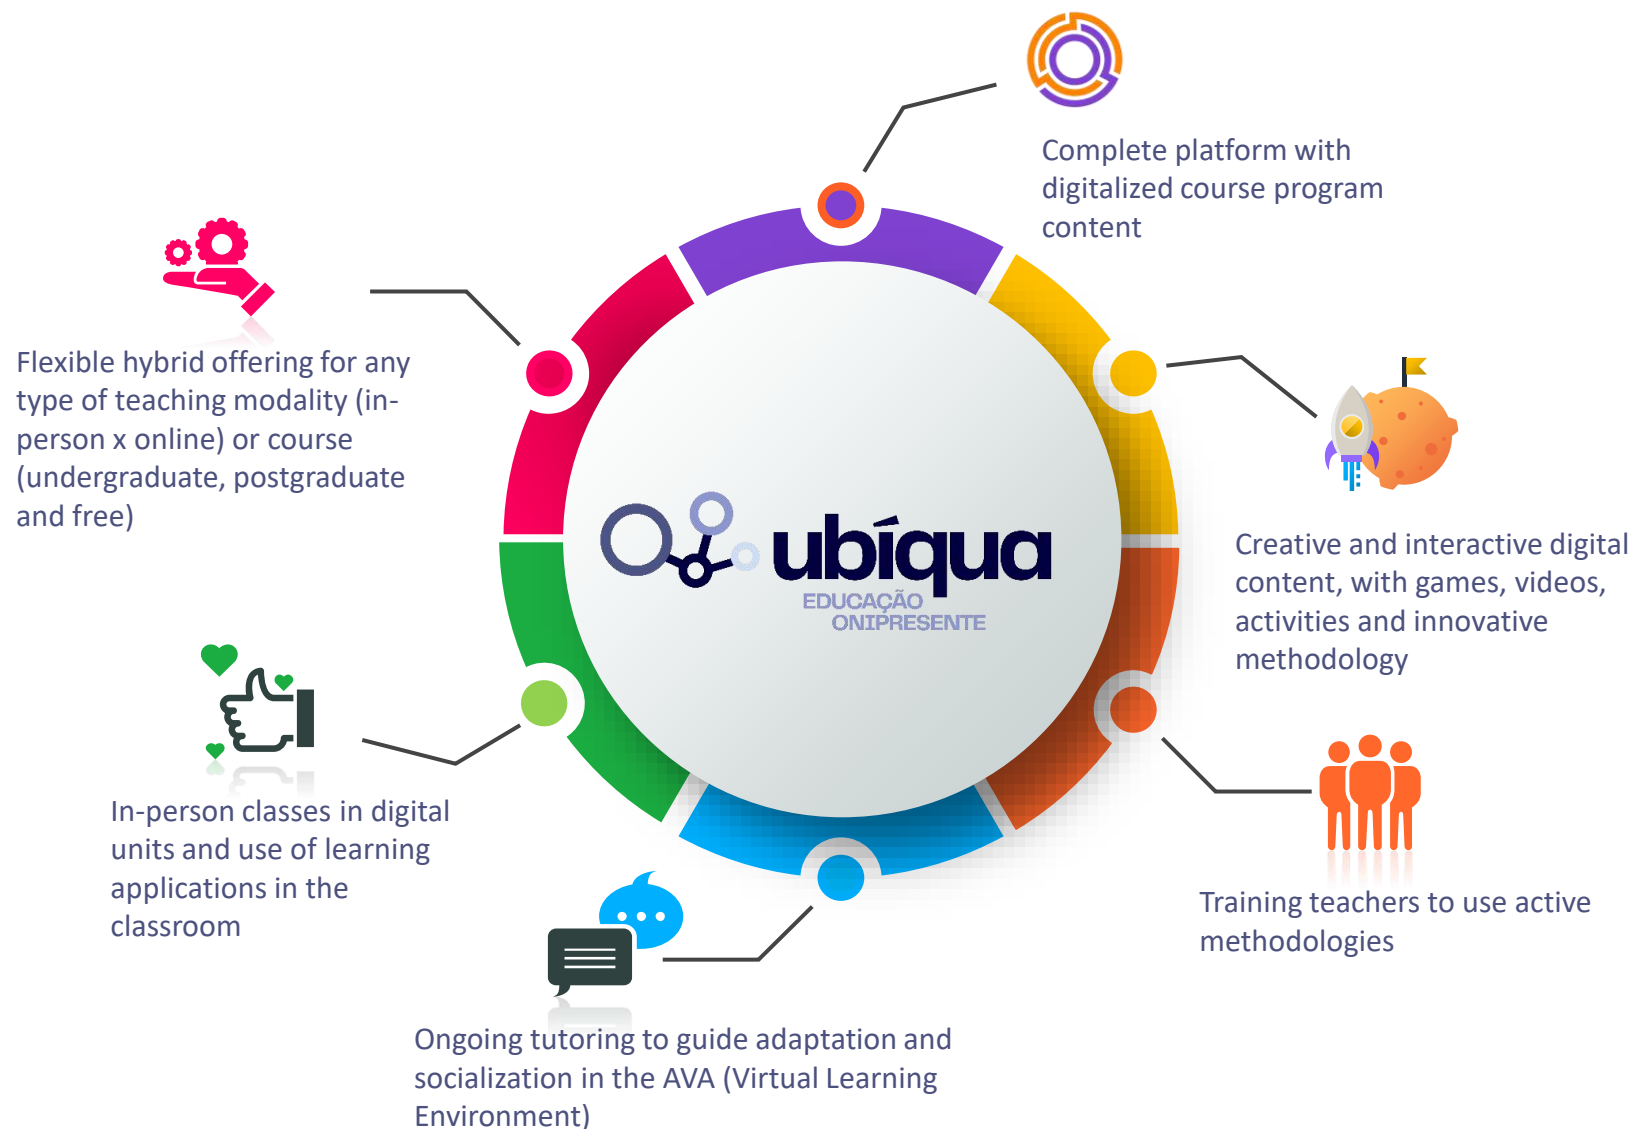 Complete platform with
digitalized course program
content
Flexible hybrid offering for any
type of teaching modality (in-
person x online) or course
(undergraduate, postgraduate
and free)
ubíqua
EDUCAÇÃO
ONIPRESENTE
Creative and interactive digital
content, with games, videos,
activities and innovative
methodology
In-person classes in digital
units and use of learning
applications in the
classroom
Training teachers to use active
methodologies
Ongoing tutoring to guide adaptation and
socialization in the AVA (Virtual Learning
Environment)